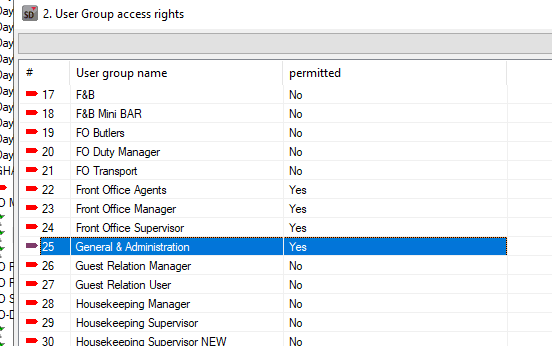 SD 2. User Group access rights
# User group name permitted
17 F&B No
18 F&B Mini BAR No
19 FO Butlers No
20 FO Duty Manager No
21 FO Transport No
22 Front Office Agents Yes
23 Front Office Manager Yes
24 Front Office Supervisor Yes
25 General & Administration Yes
26 Guest Relation Manager No
27 Guest Relation User No
28 Housekeeping Manager No
29 Housekeeping Supervisor No
30 Housekeeping Supervisor NEW No